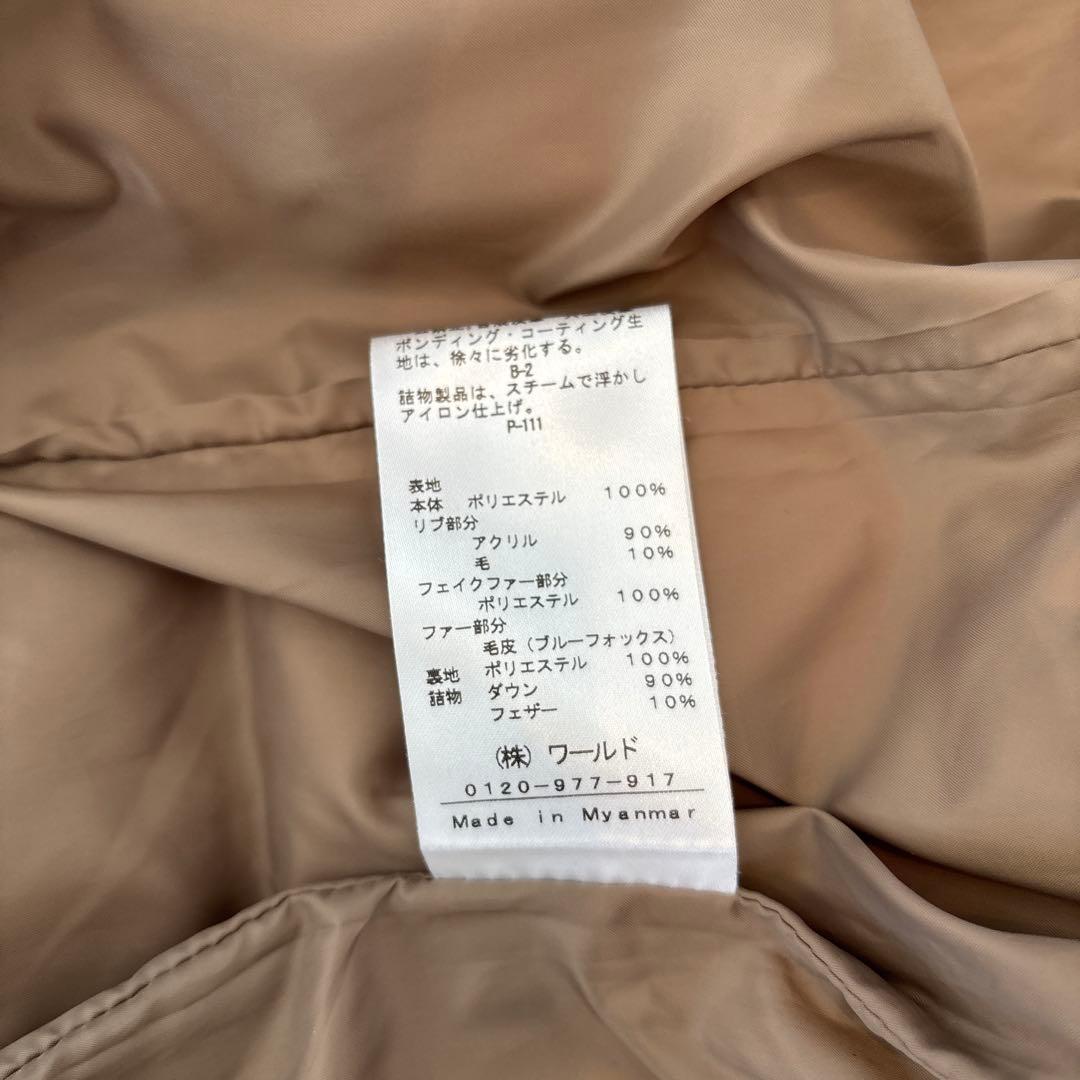 ボンディング・コーティング生
地は、徐々に劣化する。
B-2
詰物製品は、スチームで浮かし
アイロン仕上げ。
P-111
表地
本体 ポリエステル 100%
リブ部分
アクリル 90%
毛 10%
フェイクファー部分
ポリエステル 100%
ファー部分
毛皮(ブルーフォックス)
裏地 ポリエステル 100%
詰物 ダウン 90%
フェザー 10%
(株)ワールド
0120-977-917
Made in Myanmar